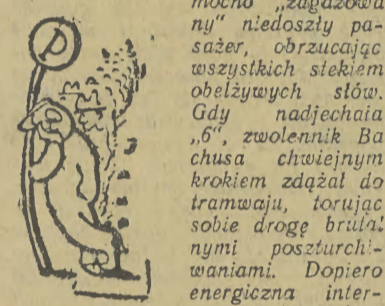 p
mocno „zagazowa
ny“ niedoszły pa-
sażer, obrzucając
wszystkich stekiem
obelżywych słów.
Gdy nadjechała
„6“, zwolennik Ba
chusa chwiejnym
krokiem zdążał do
tramwaju, torując
sobie drogę brutal
nymi poszturchi-
waniami. Dopiero
energiczna inter-